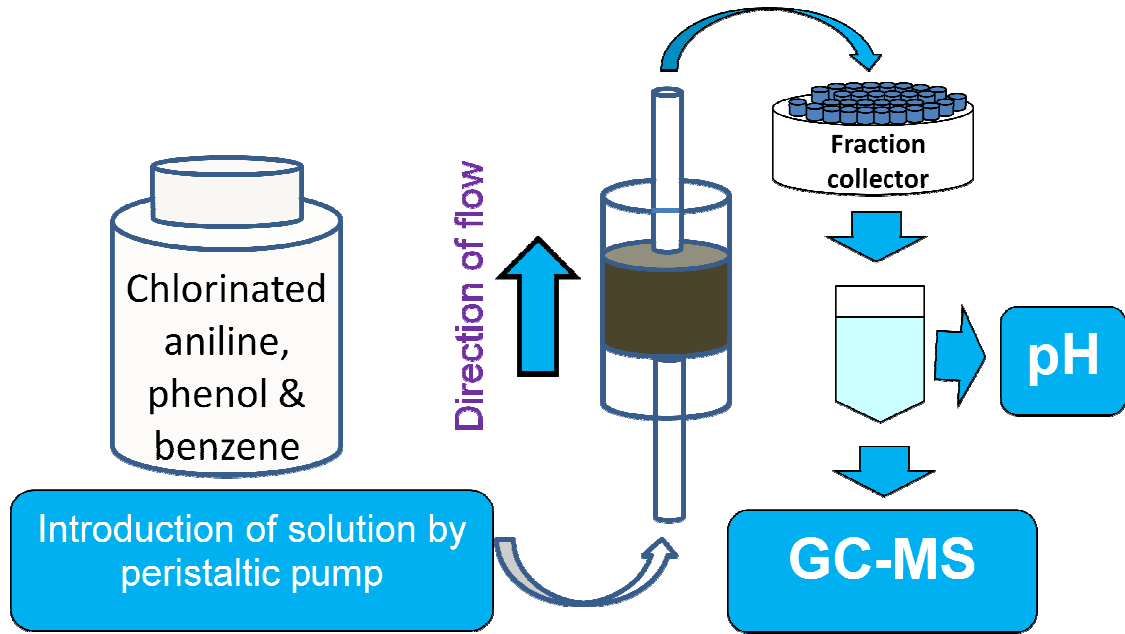 Chlorinated
aniline,
phenol &
benzene
Introduction of solution by
peristaltic pump
Direction of flow
Fraction
collector
pH
GC-MS